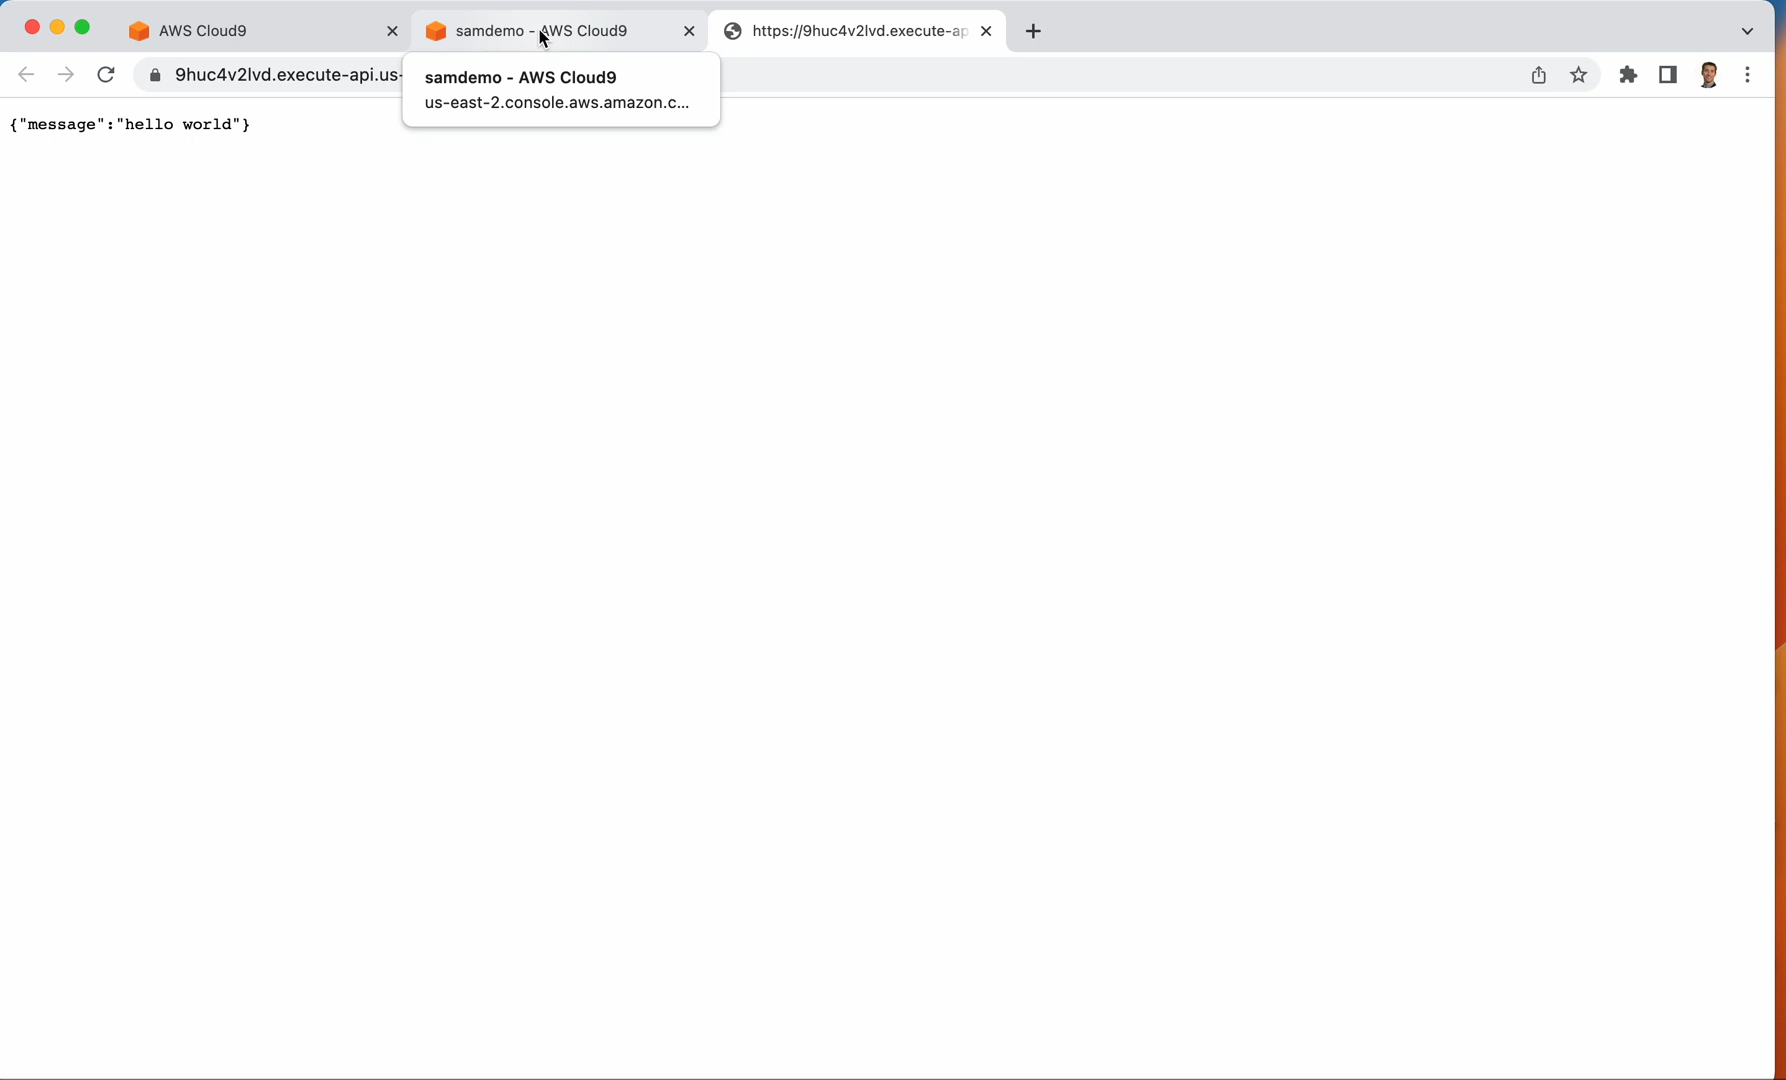 AWS Cloud9
samdemo - AWS Cloud9
https://9huc4v2lvd.execute-ap
9huc4v2lvd.execute-api.us-
samdemo - AWS Cloud9
us-east-2.console.aws.amazon.c...
{"message":"hello world"}